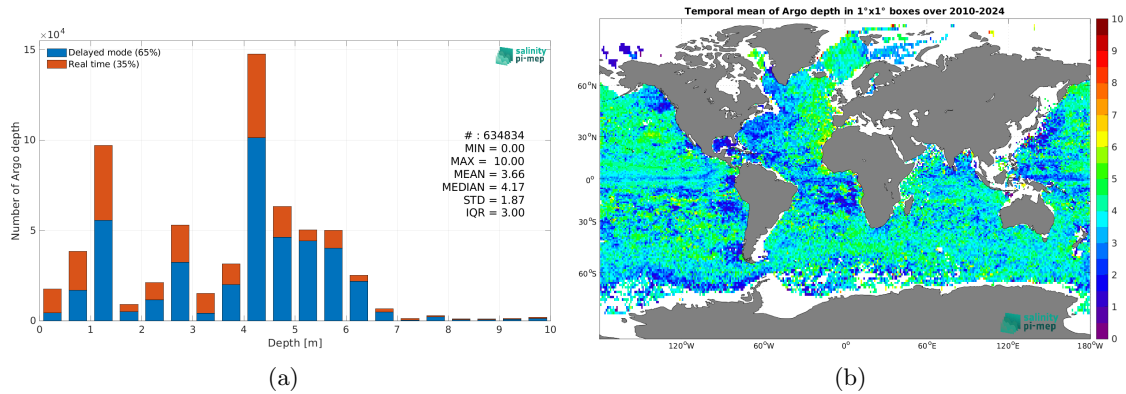 ×10⁴
15
10
5
0
Number of Argo depth
Delayed mode (65%)
Real time (35%)
salinity
pi-mep
# : 634834
MIN = 0.00
MAX = 10.00
MEAN = 3.66
MEDIAN = 4.17
STD = 1.87
IQR = 3.00
0 1 2 3 4 5 6 7 8 9 10
Depth [m]
(a)
Temporal mean of Argo depth in 1°x1° boxes over 2010-2024
60°N
30°N
0°
30°S
60°S
120°W 60°W 0° 60°E 120°E 180°W
salinity
pi-mep
10
9
8
7
6
5
4
3
2
1
0
(b)